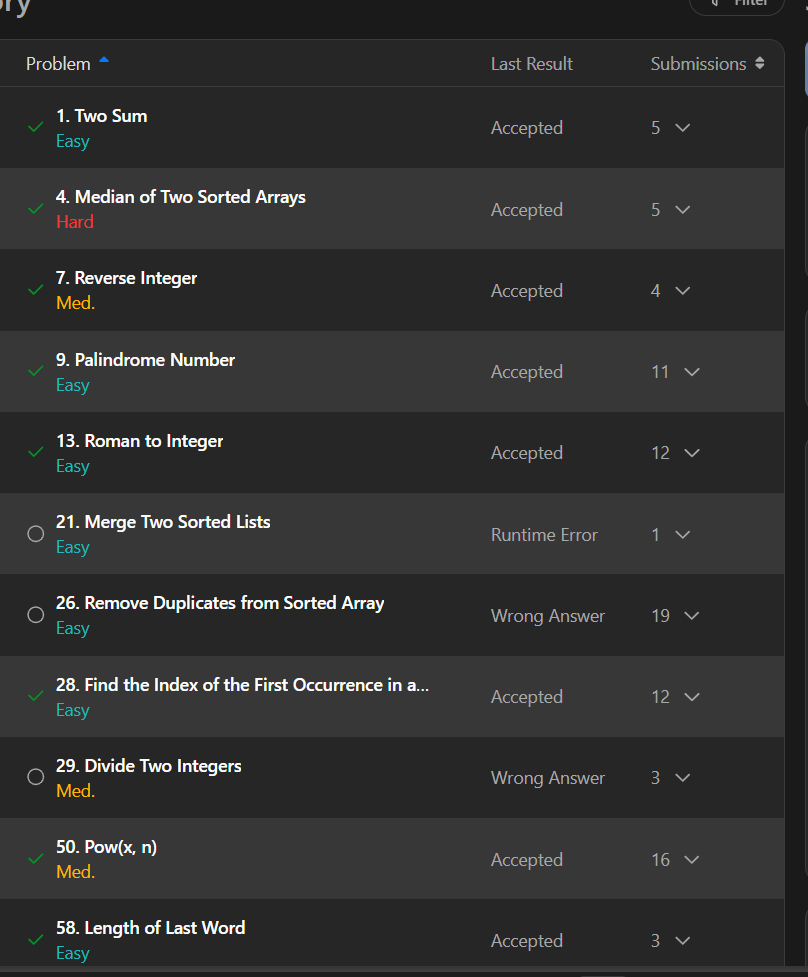 ory
Filter
Problem Last Result Submissions
1. Two Sum
Easy
Accepted 5
4. Median of Two Sorted Arrays
Hard
Accepted 5
7. Reverse Integer
Med.
Accepted 4
9. Palindrome Number
Easy
Accepted 11
13. Roman to Integer
Easy
Accepted 12
21. Merge Two Sorted Lists
Easy
Runtime Error 1
26. Remove Duplicates from Sorted Array
Easy
Wrong Answer 19
28. Find the Index of the First Occurrence in a...
Easy
Accepted 12
29. Divide Two Integers
Med.
Wrong Answer 3
50. Pow(x, n)
Med.
Accepted 16
58. Length of Last Word
Easy
Accepted 3